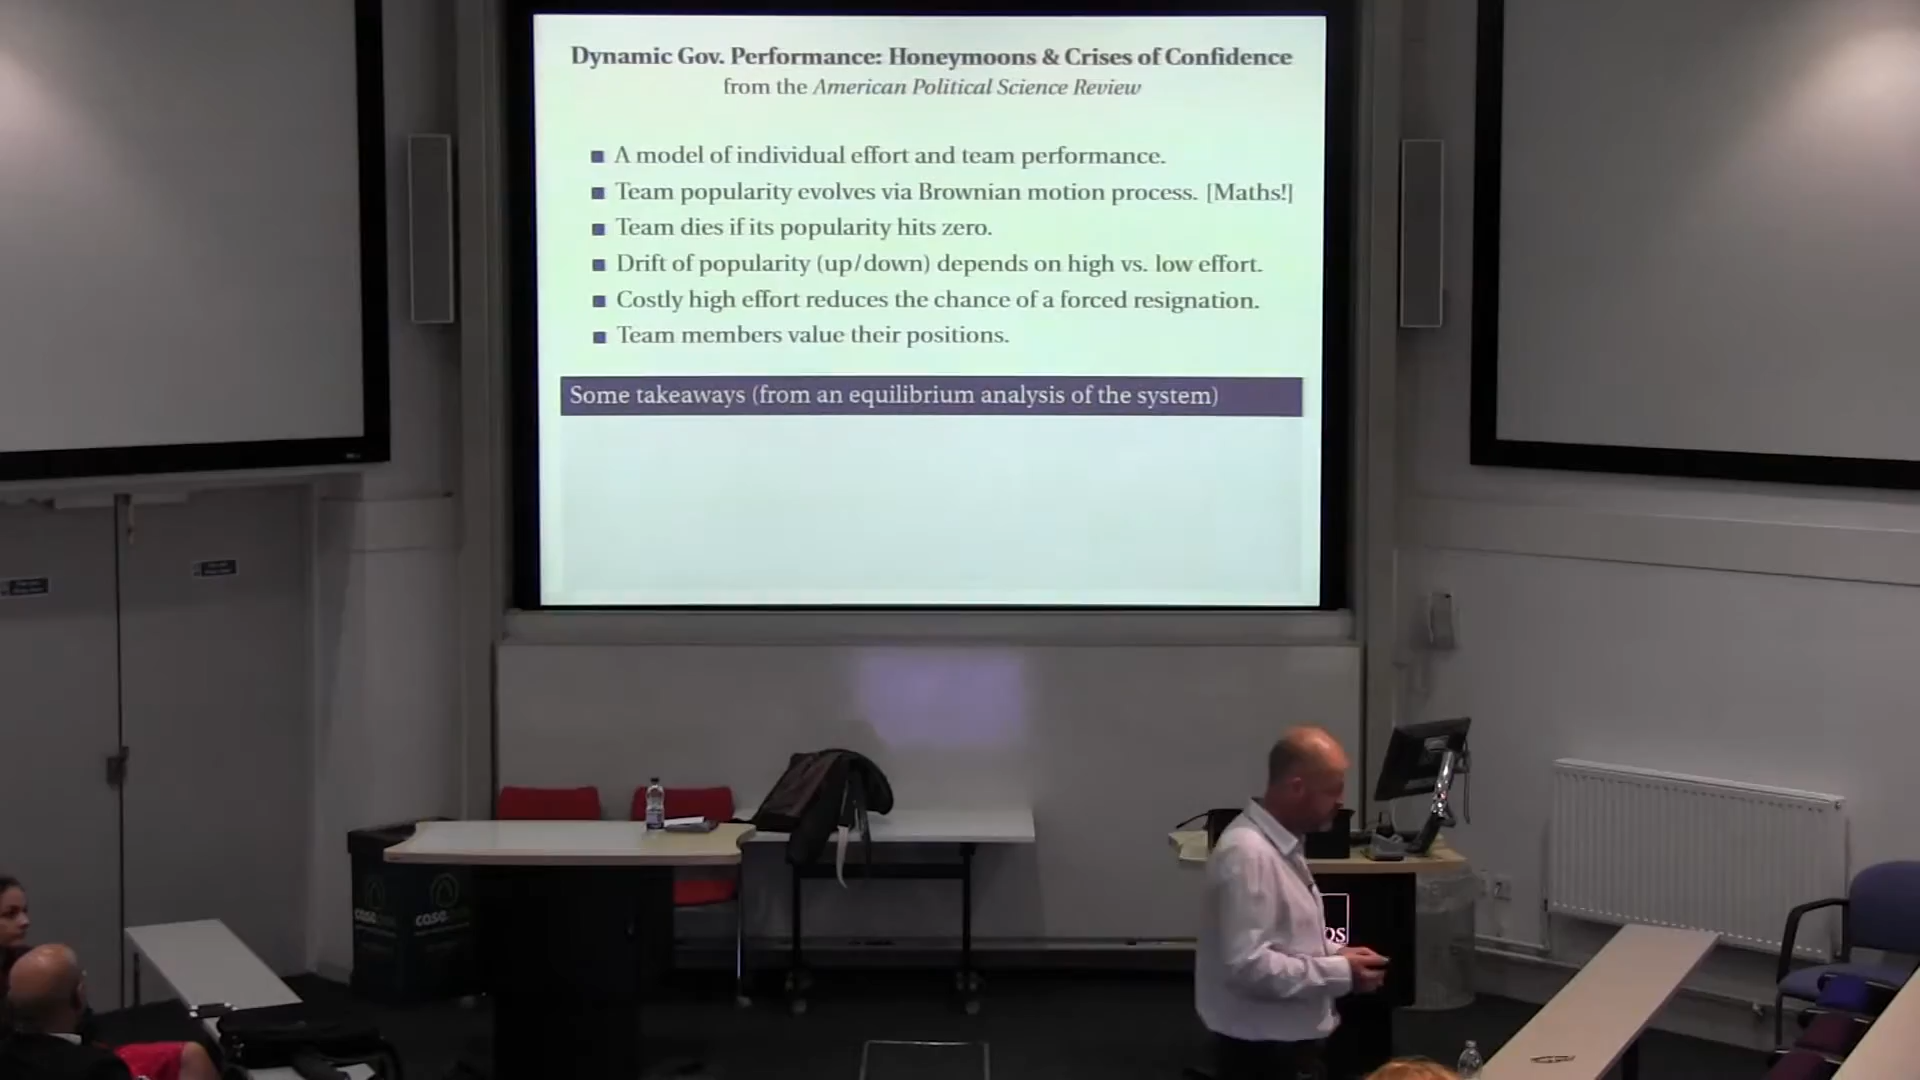 Dynamic Gov. Performance: Honeymoons & Crises of Confidence
from the American Political Science Review
A model of individual effort and team performance.
Team popularity evolves via Brownian motion process. [Maths!]
Team dies if its popularity hits zero.
Drift of popularity (up/down) depends on high vs. low effort.
Costly high effort reduces the chance of a forced resignation.
Team members value their positions.
Some takeaways (from an equilibrium analysis of the system)